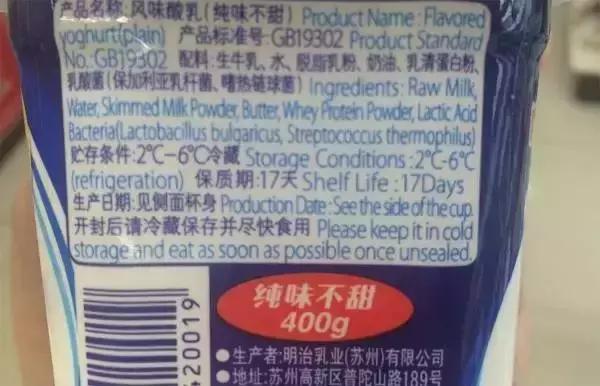 产品名称:风味酸乳(纯味不甜) Product Name : Flavored
yoghurt(plain) 产品标准号: GB19302 Product Standard
No.:GB19302 配料: 生牛乳、水、脱脂乳粉、奶油、乳清蛋白粉、
乳酸菌(保加利亚乳杆菌、嗜热链球菌) Ingredients: Raw Milk,
Water, Skimmed Milk Powder, Butter, Whey Protein Powder, Lactic Acid
Bacteria(Lactobacillus bulgaricus, Streptococcus thermophilus)
贮存条件:2℃-6℃冷藏 Storage Conditions :2℃-6℃
(refrigeration) 保质期:17天 Shelf Life :17Days
生产日期:见侧面杯身 Production Date : See the side of the cup.
开封后请冷藏保存并尽快食用 Please keep it in cold
storage and eat as soon as possible once unsealed.
纯味不甜
400g
420019
●生产者:明治乳业(苏州)有限公司
●地址:苏州高新区普陀山路189号